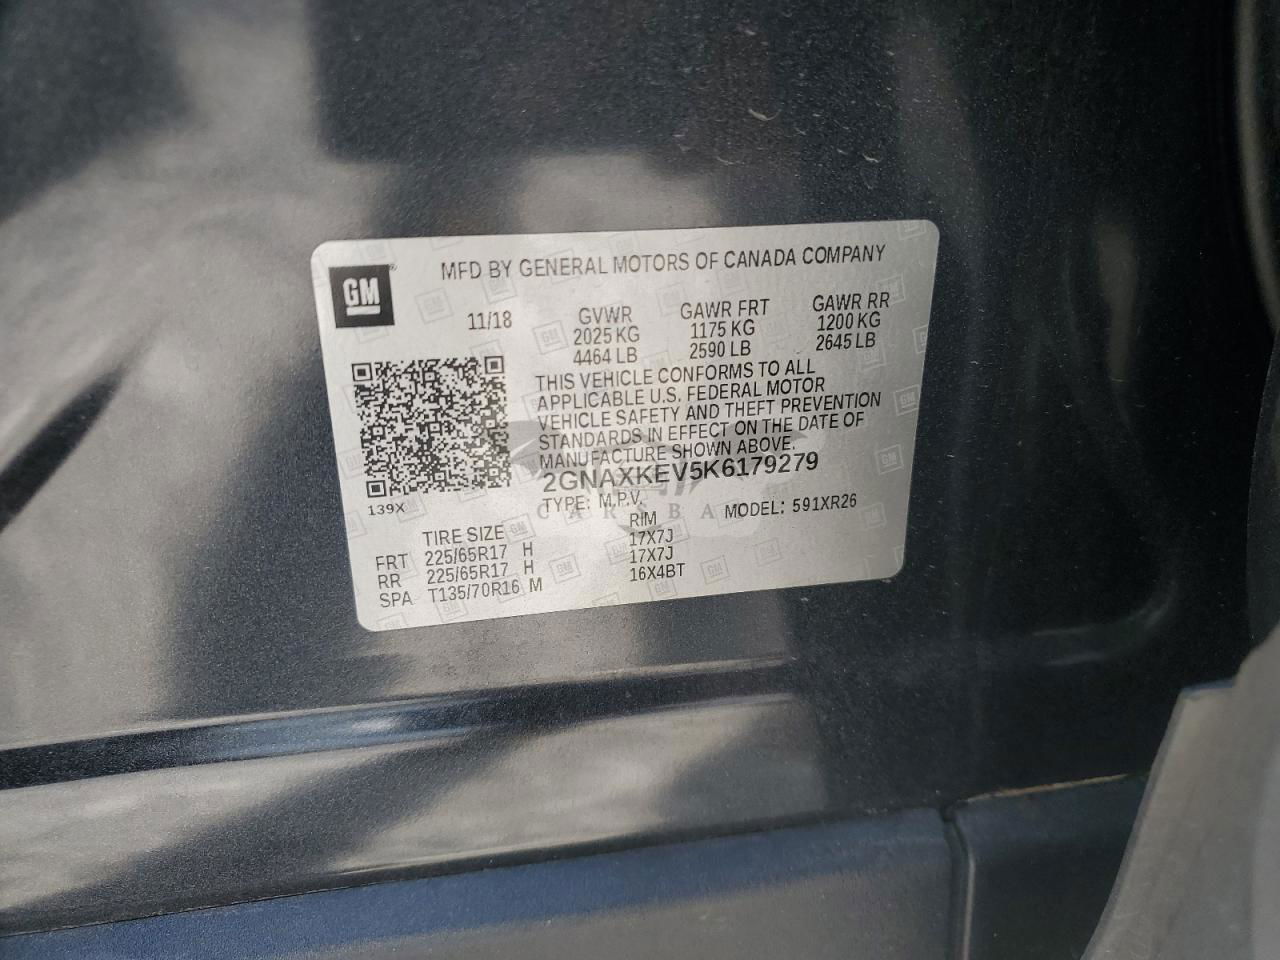 GM
MFD BY GENERAL MOTORS OF CANADA COMPANY
11/18
GVWR GAWR FRT GAWR RR
2025 KG 1175 KG 1200 KG
4464 LB 2590 LB 2645 LB
THIS VEHICLE CONFORMS TO ALL
APPLICABLE U.S. FEDERAL MOTOR
VEHICLE SAFETY AND THEFT PREVENTION
STANDARDS IN EFFECT ON THE DATE OF
MANUFACTURE SHOWN ABOVE.
2GNAXKEV5K6179279
139X
TYPE: M.P.V. MODEL: 591XR26
TIRE SIZE RIM
FRT 225/65R17 H 17X7J
RR 225/65R17 H 17X7J
SPA T135/70R16 M 16X4BT